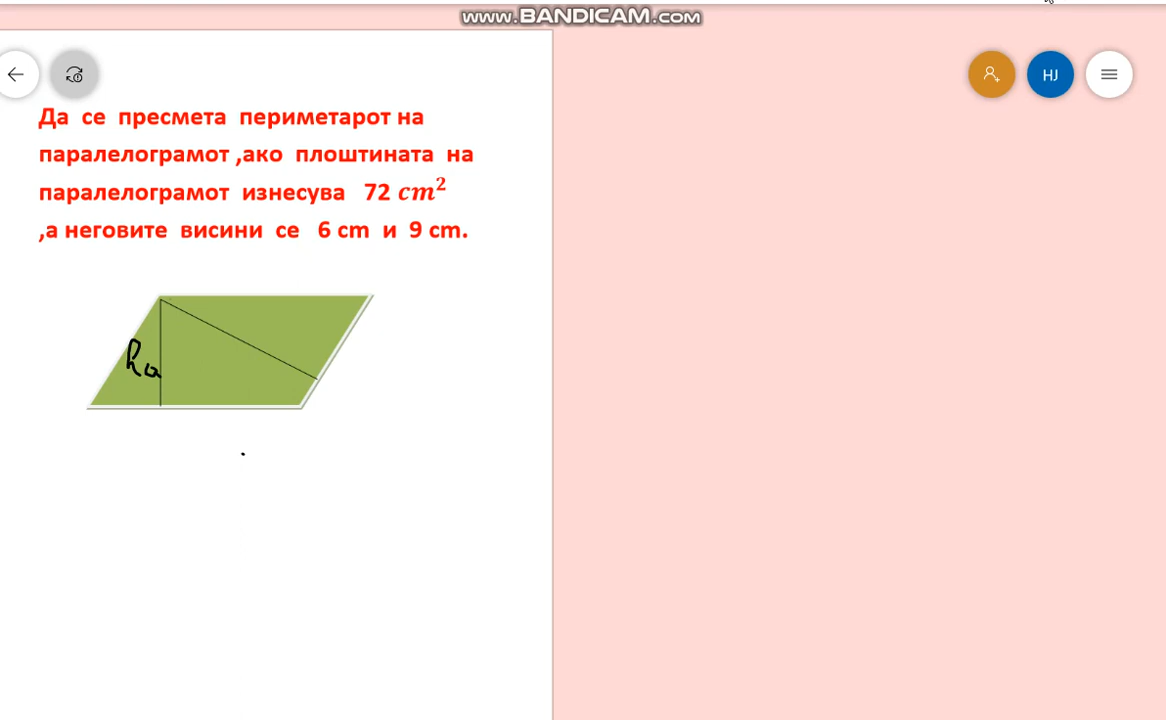 www.BANDICAM.com
HJ
Да се пресмета периметарот на
паралелограмот ,ако плоштината на
паралелограмот изнесува 72 cm²
,а неговите висини се 6 cm и 9 cm.
ha